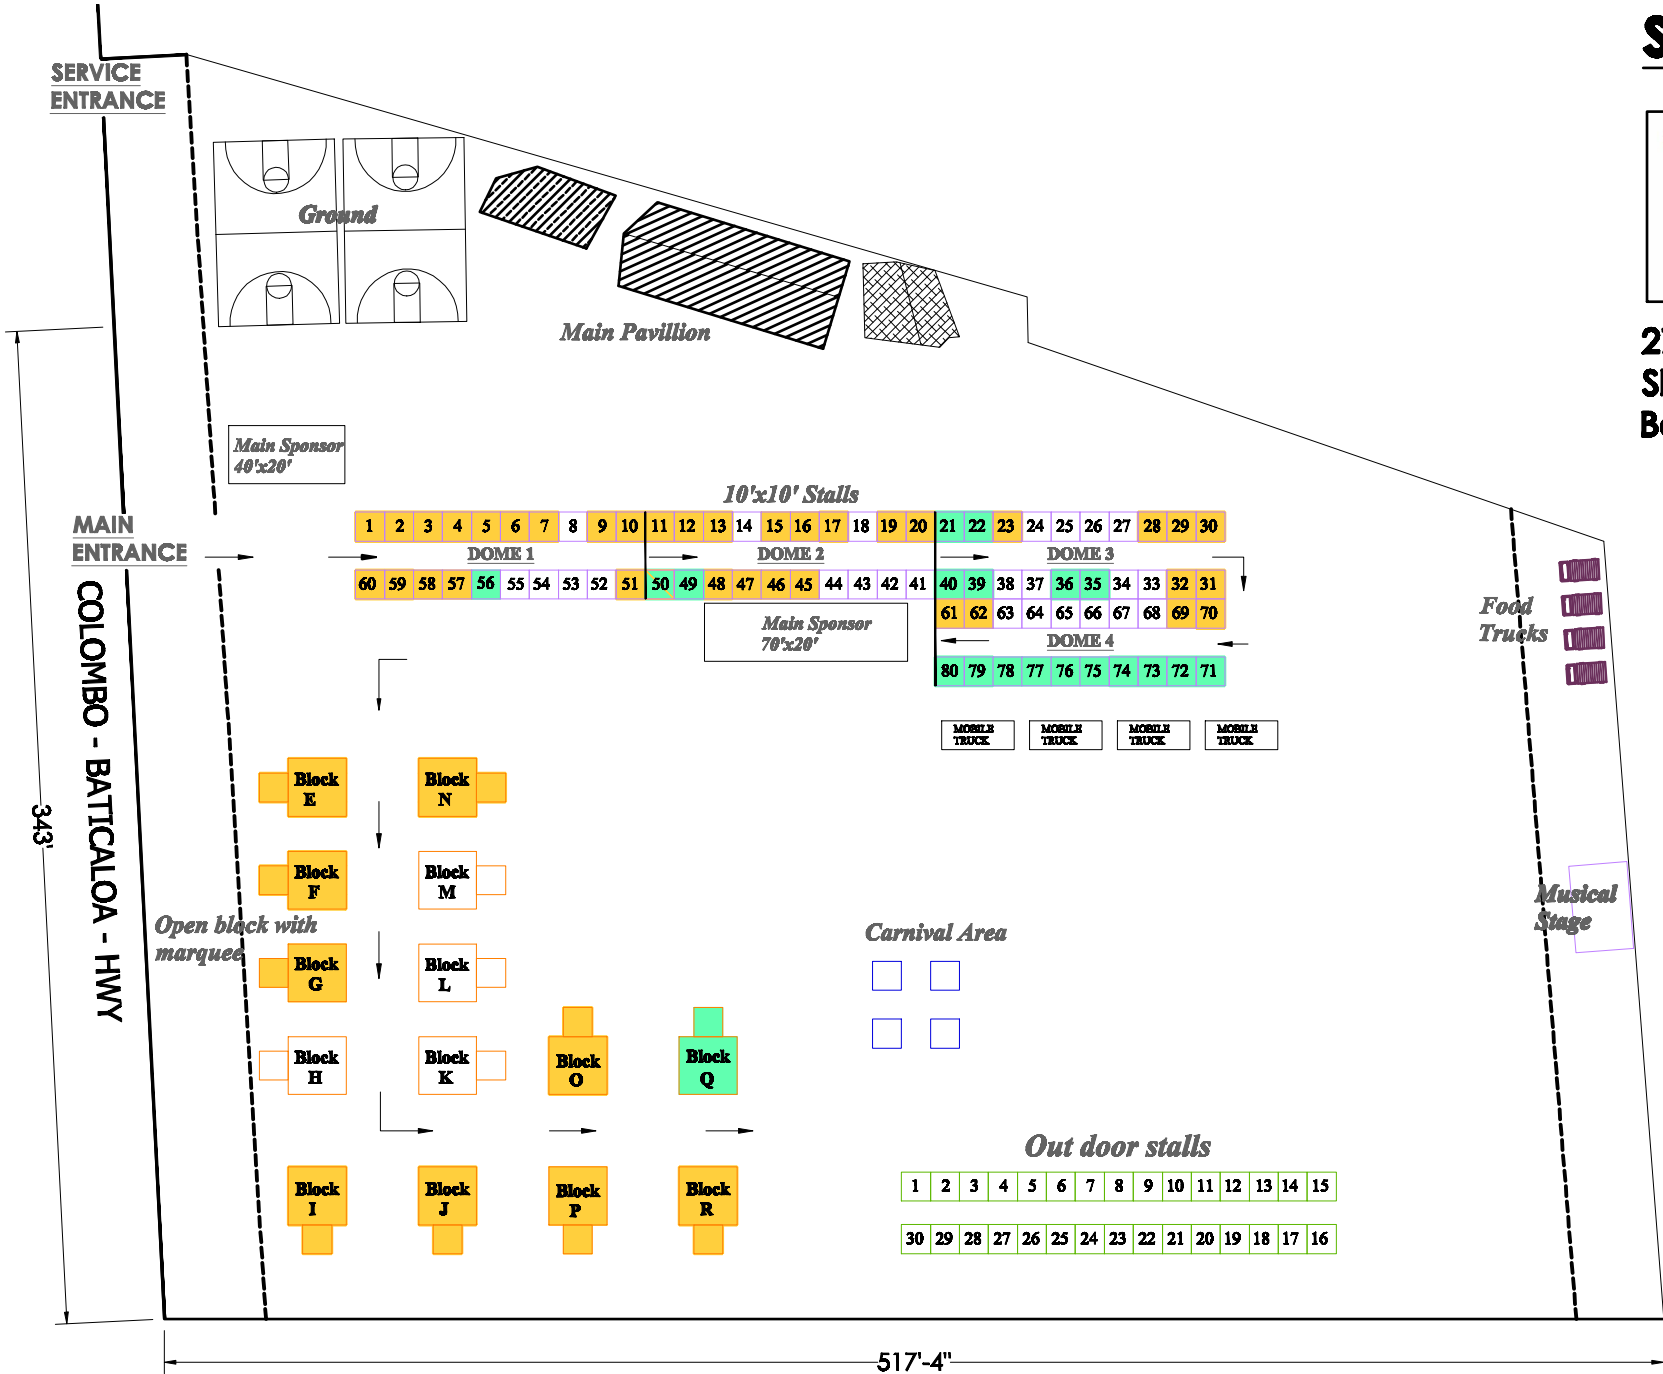 SERVICE
ENTRANCE
Ground
Main Pavillion
Main Sponsor
40'x20'
MAIN
ENTRANCE
10'x10' Stalls
1 2 3 4 5 6 7 8 9 10 11 12 13 14 15 16 17 18 19 20 21 22 23 24 25 26 27 28 29 30
DOME 1 DOME 2 DOME 3
60 59 58 57 56 55 54 53 52 51 50 49 48 47 46 45 44 43 42 41 40 39 38 37 36 35 34 33 32 31
61 62 63 64 65 66 67 68 69 70
Main Sponsor
70'x20'
DOME 4
80 79 78 77 76 75 74 73 72 71
MOBILE
TRUCK
MOBILE
TRUCK
MOBILE
TRUCK
MOBILE
TRUCK
Food
Trucks
COLOMBO - BATICALOA - HWY
343'
Block
E
Block
N
Block
F
Block
M
Open block with
marquee
Block
G
Block
L
Block
H
Block
K
Block
O
Block
Q
Carnival Area
Musical
Stage
Block
I
Block
J
Block
P
Block
R
Out door stalls
1 2 3 4 5 6 7 8 9 10 11 12 13 14 15
30 29 28 27 26 25 24 23 22 21 20 19 18 17 16
517'-4"